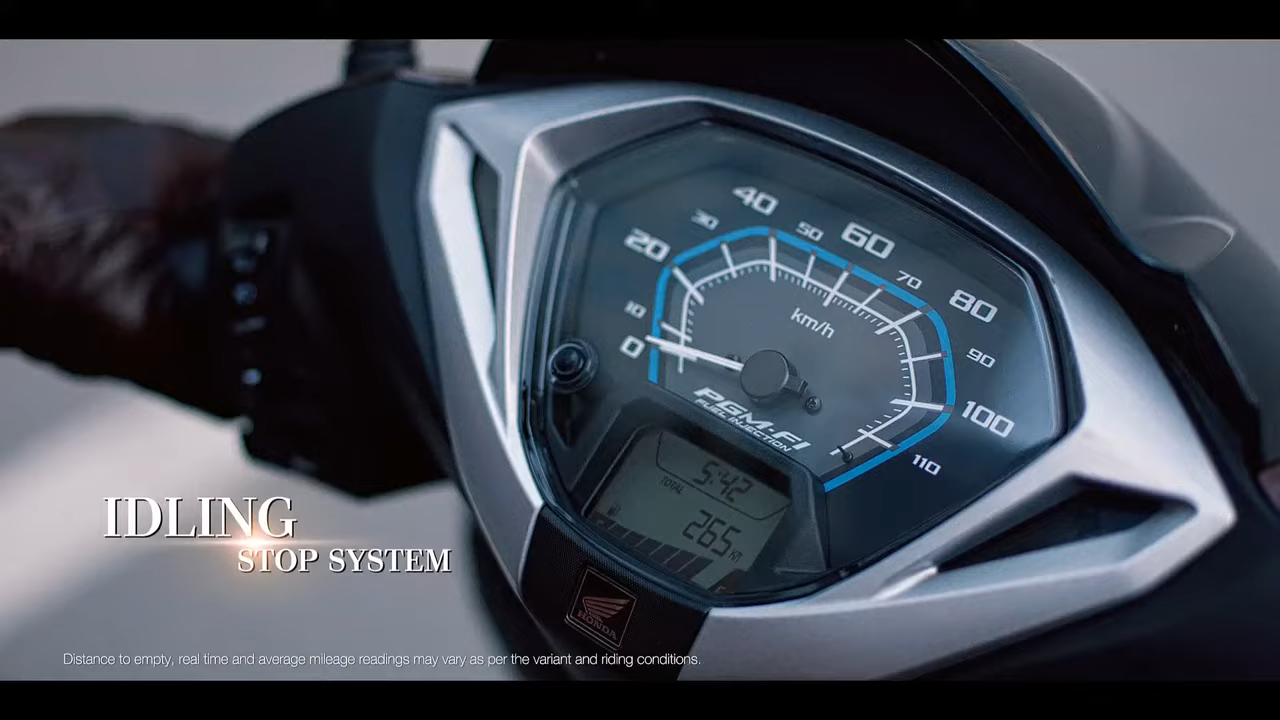 40
30
50
60
20
70
80
10
km/h
0
90
PGM-FI
FUEL INJECTION
100
110
5:42
TOTAL
265 km
IDLING
STOP SYSTEM
HONDA
Distance to empty, real time and average mileage readings may vary as per the variant and riding conditions.